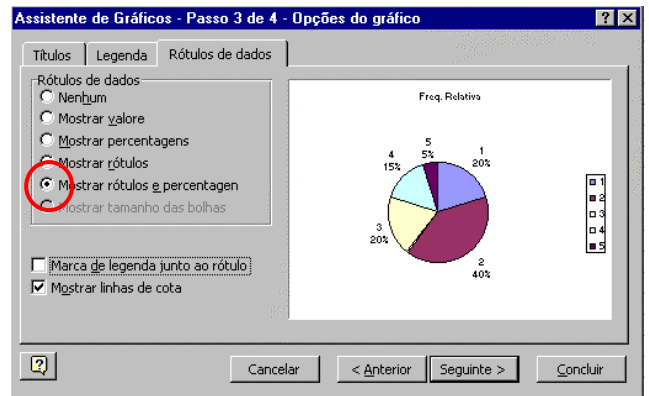 Assistente de Gráficos - Passo 3 de 4 - Opções do gráfico
Títulos
Legenda
Rótulos de dados
Rótulos de dados
Nenhum
Mostrar valore
Mostrar percentagens
Mostrar rótulos
Mostrar rótulos e percentagen
Mostrar tamanho das bolhas
Marca de legenda junto ao rótulo
Mostrar linhas de cota
Freq. Relativa
5
5%
1
20%
4
15%
3
20%
2
40%
1
2
3
4
5
Cancelar
< Anterior
Seguinte >
Concluir